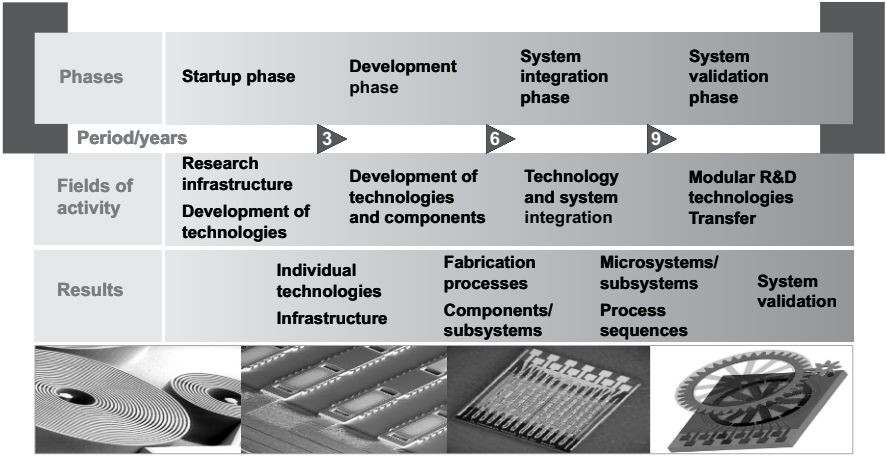 Phases
Startup phase
Development
phase
System
integration
phase
System
validation
phase
Period/years
3
6
9
Fields of
activity
Research
infrastructure
Development of
technologies
Development of
technologies
and components
Technology
and system
integration
Modular R&D
technologies
Transfer
Results
Individual
technologies
Infrastructure
Fabrication
processes
Components/
subsystems
Microsystems/
subsystems
Process
sequences
System
validation